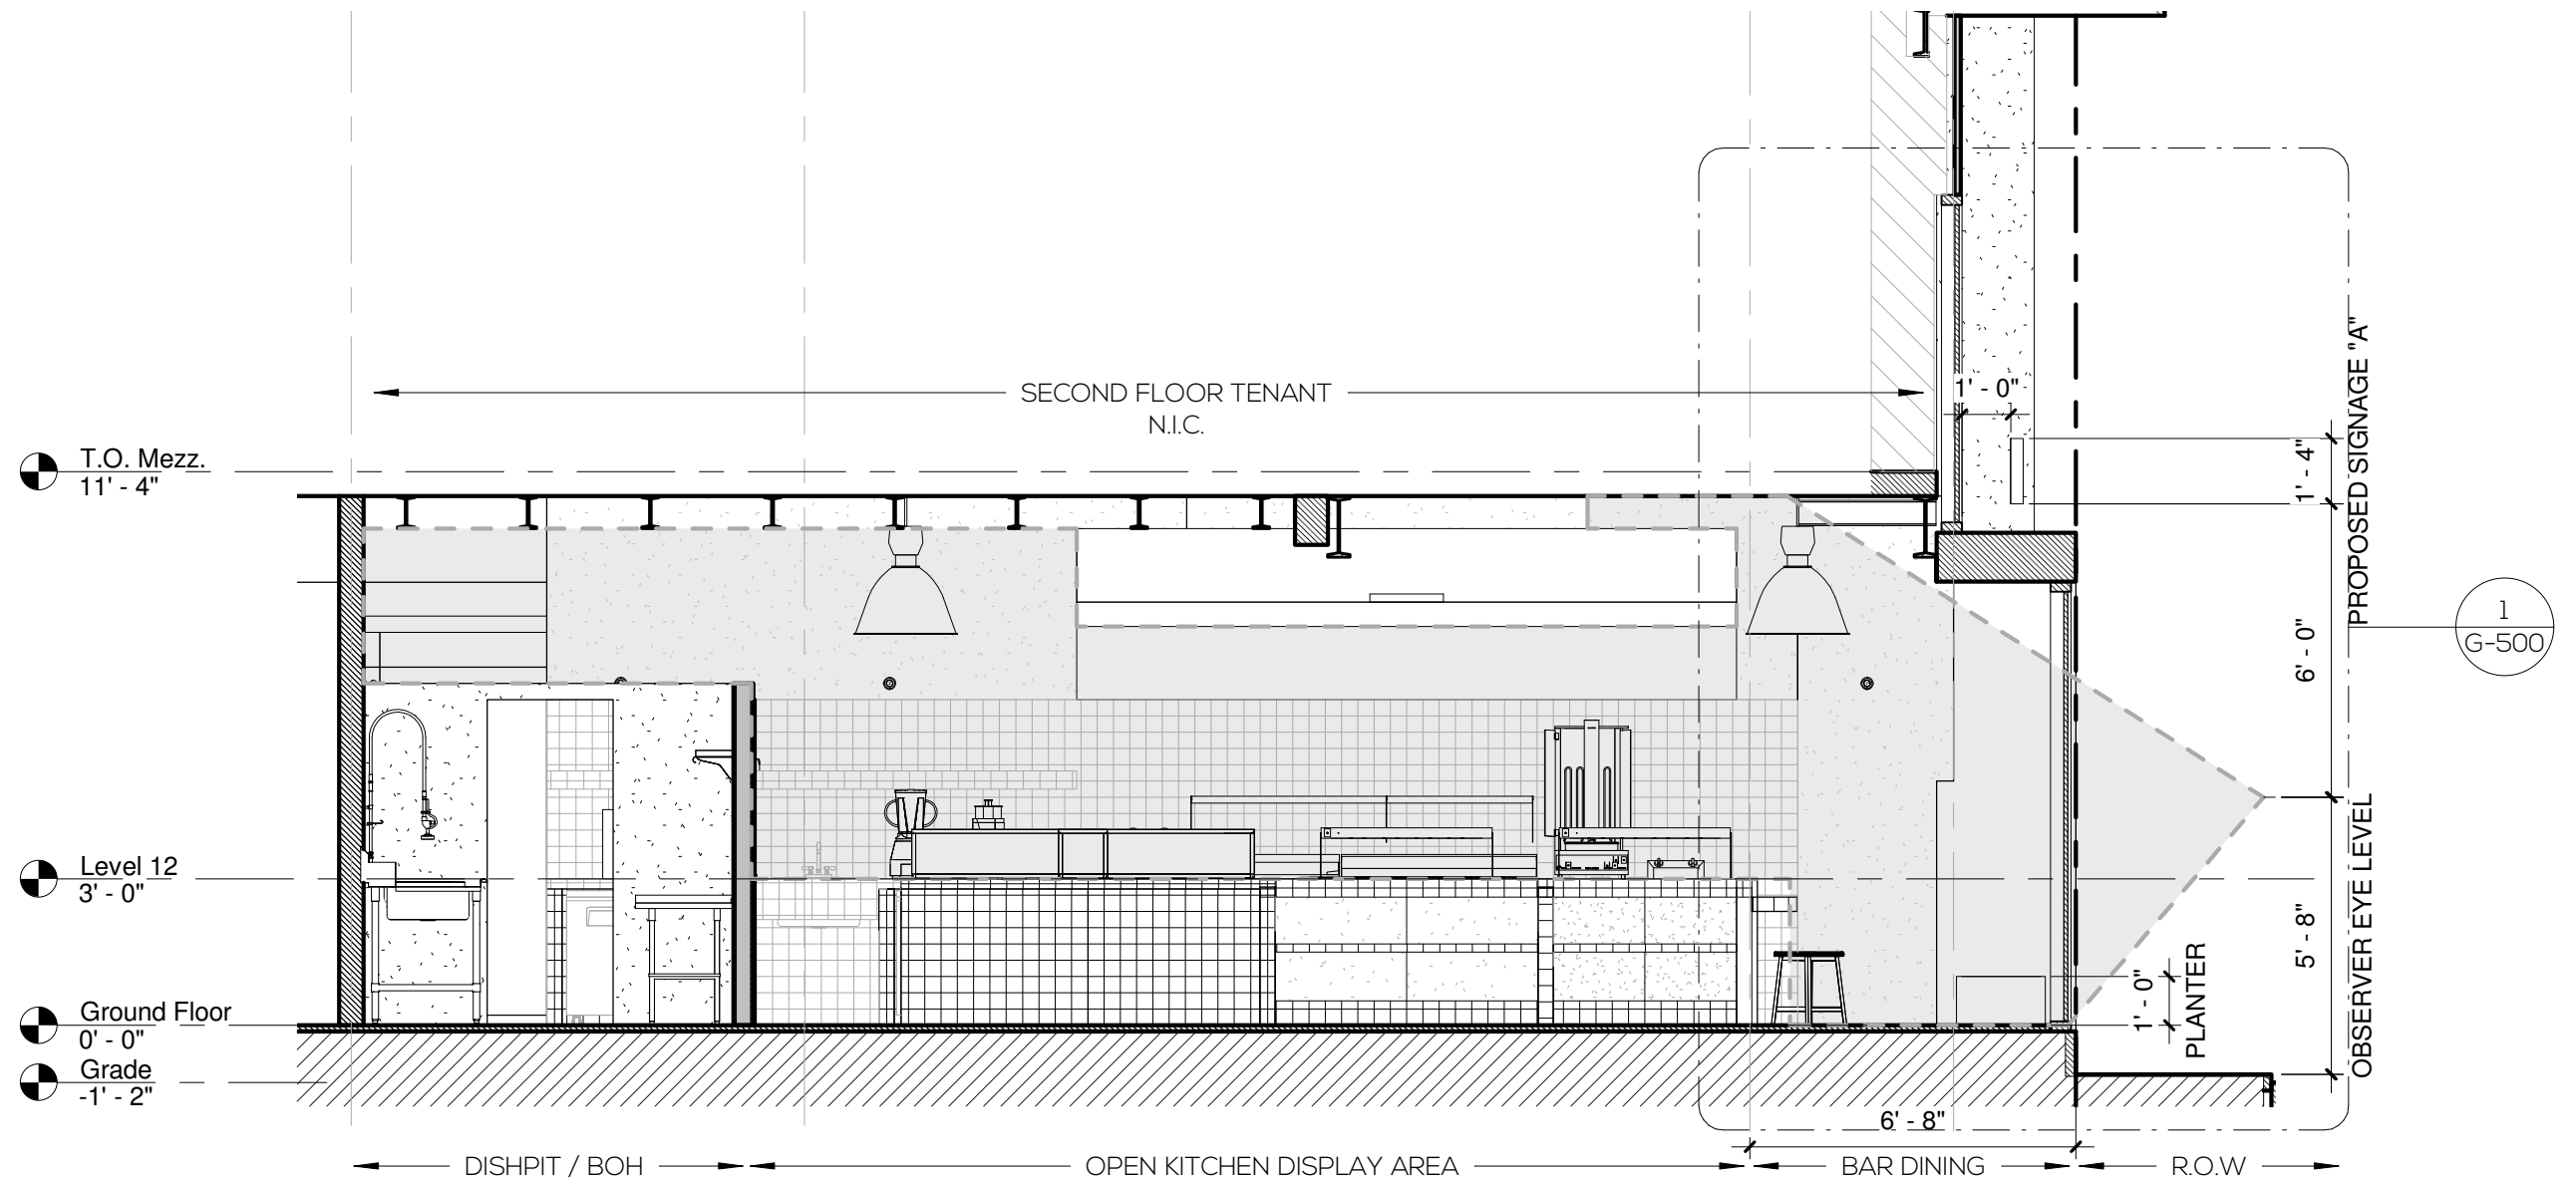 SECOND FLOOR TENANT
N.I.C.
1' - 0"
1' - 4"
PROPOSED SIGNAGE "A"
T.O. Mezz.
11' - 4"
6' - 0"
1
G-500
Level 12
3' - 0"
5' - 8"
OBSERVER EYE LEVEL
1' - 0"
PLANTER
Ground Floor
0' - 0"
Grade
-1' - 2"
6' - 8"
DISHPIT / BOH
OPEN KITCHEN DISPLAY AREA
BAR DINING
R.O.W